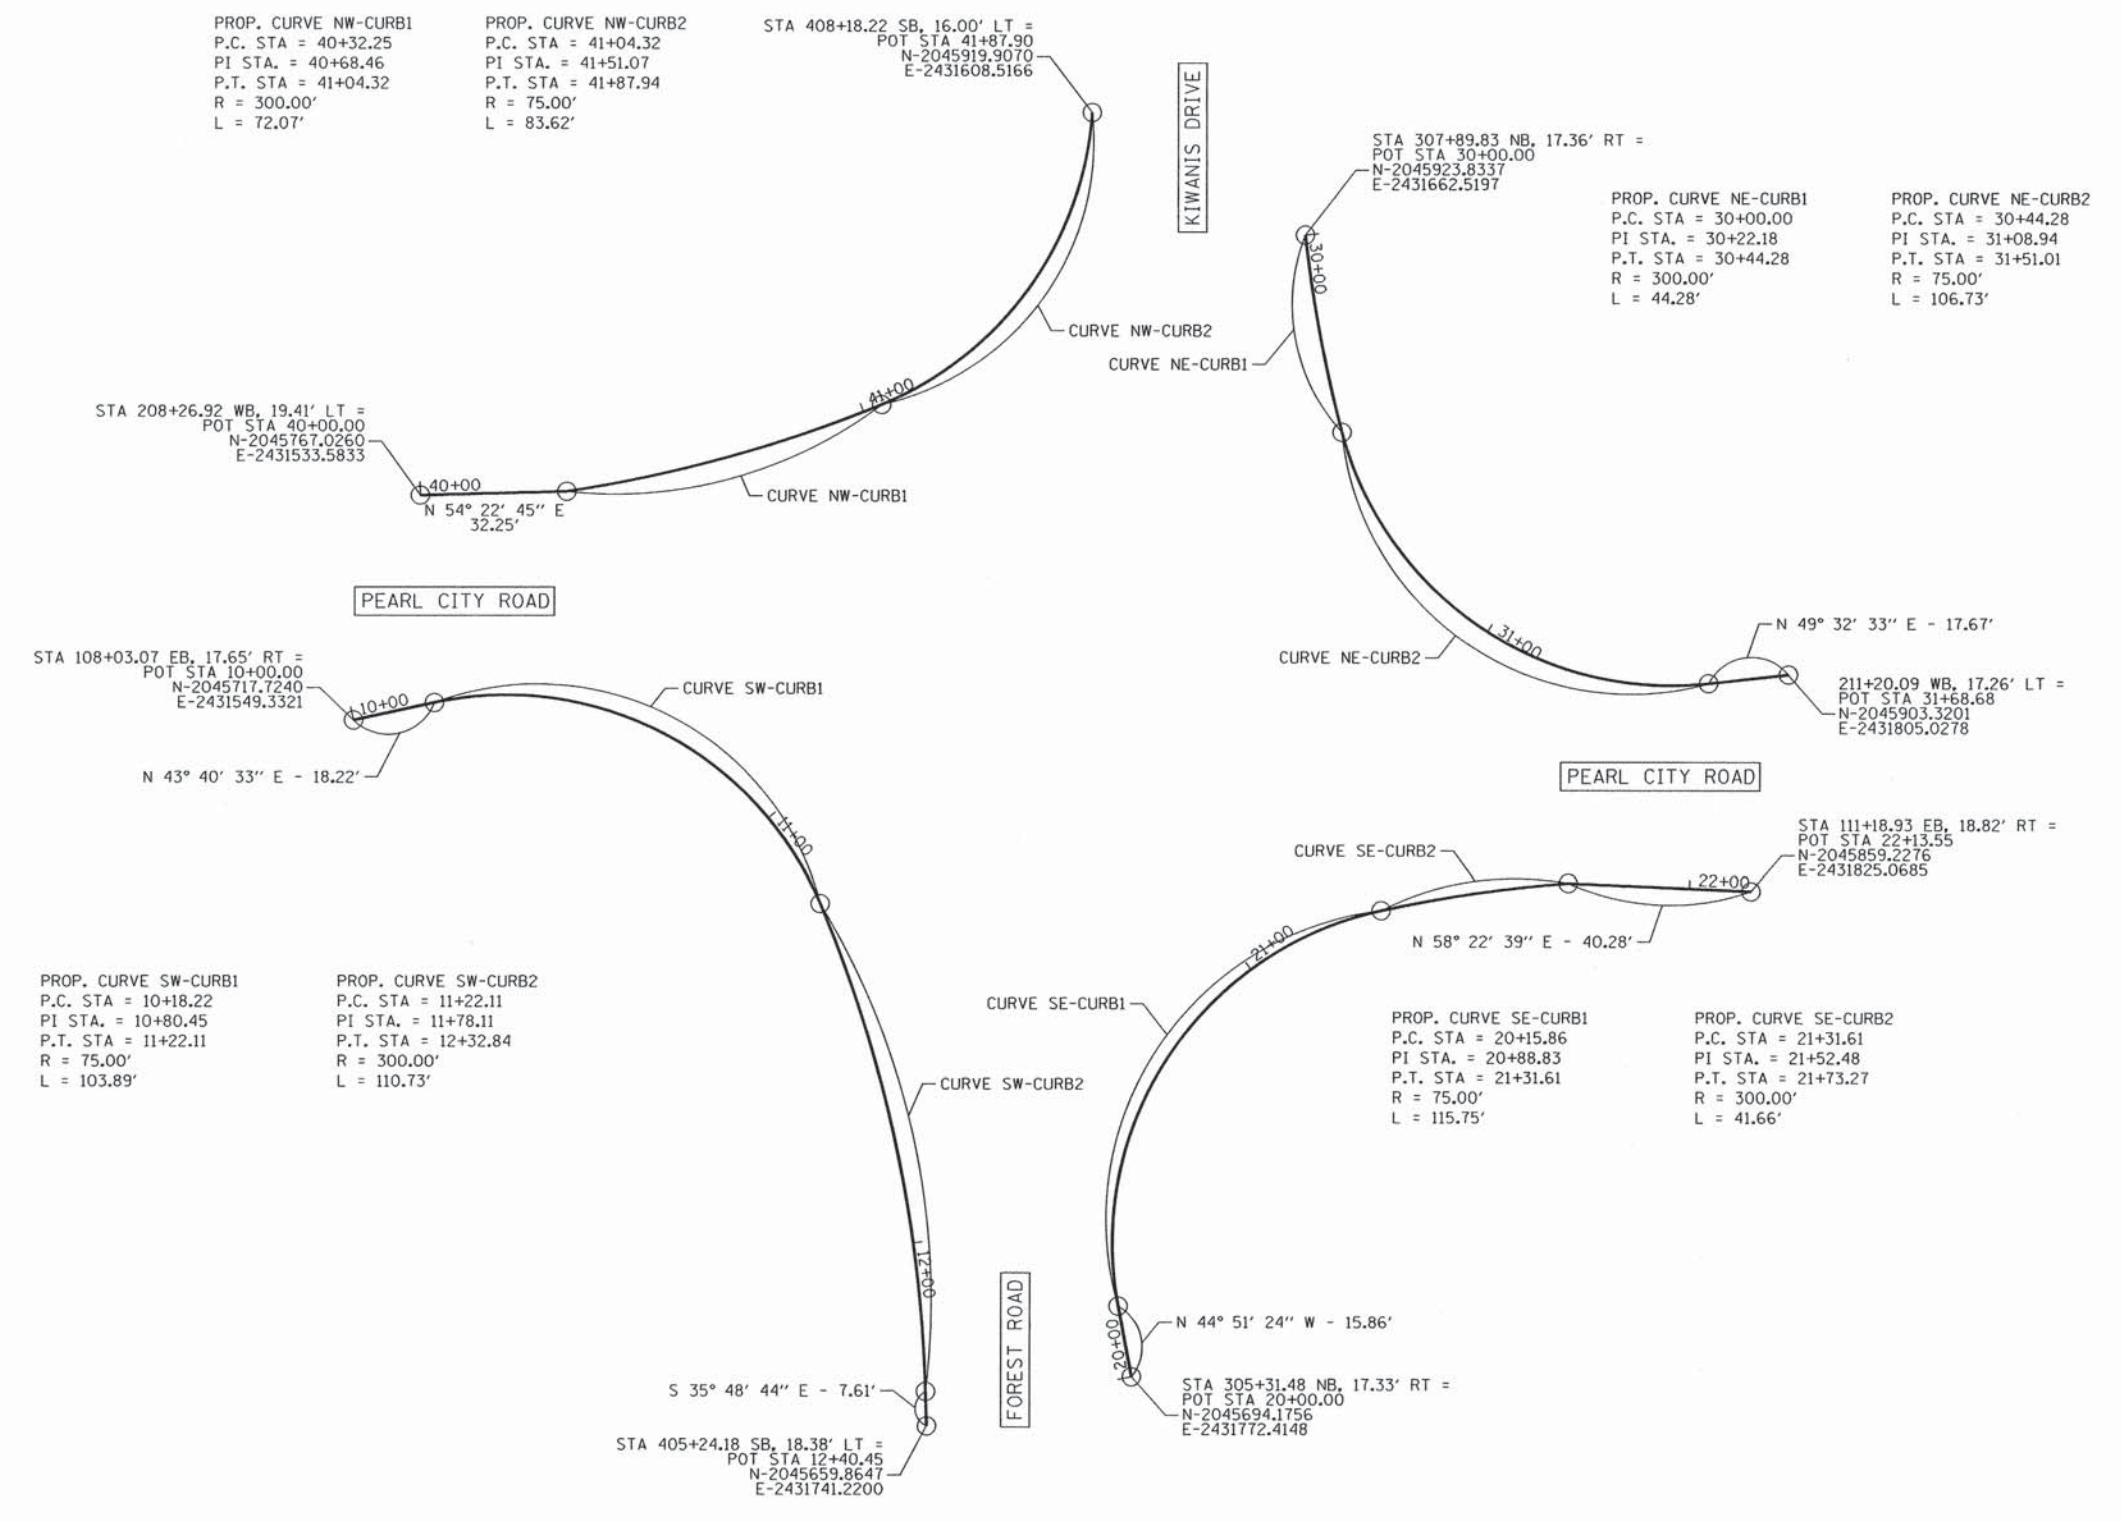 PROP. CURVE NW-CURB1
P.C. STA = 40+32.25
PI STA. = 40+68.46
P.T. STA = 41+04.32
R = 300.00′
L = 72.07′
PROP. CURVE NW-CURB2
P.C. STA = 41+04.32
PI STA. = 41+51.07
P.T. STA = 41+87.94
R = 75.00′
L = 83.62′
STA 408+18.22 SB, 16.00′ LT =
POT STA 41+87.90
N-2045919.9070
E-2431608.5166
KIWANIS DRIVE
STA 307+89.83 NB, 17.36′ RT =
POT STA 30+00.00
N-2045923.8337
E-2431662.5197
PROP. CURVE NE-CURB1
P.C. STA = 30+00.00
PI STA. = 30+22.18
P.T. STA = 30+44.28
R = 300.00′
L = 44.28′
PROP. CURVE NE-CURB2
P.C. STA = 30+44.28
PI STA. = 31+08.94
P.T. STA = 31+51.01
R = 75.00′
L = 106.73′
30+00
CURVE NW-CURB2
CURVE NE-CURB1
41+00
STA 208+26.92 WB, 19.41′ LT =
POT STA 40+00.00
N-2045767.0260
E-2431533.5833
40+00
N 54° 22′ 45″ E
32.25′
CURVE NW-CURB1
PEARL CITY ROAD
31+00
CURVE NE-CURB2
N 49° 32′ 33″ E - 17.67′
211+20.09 WB, 17.26′ LT =
POT STA 31+68.68
N-2045903.3201
E-2431805.0278
STA 108+03.07 EB, 17.65′ RT =
POT STA 10+00.00
N-2045717.7240
E-2431549.3321
10+00
CURVE SW-CURB1
N 43° 40′ 33″ E - 18.22′
PEARL CITY ROAD
11+00
STA 111+18.93 EB, 18.82′ RT =
POT STA 22+13.55
N-2045859.2276
E-2431825.0685
CURVE SE-CURB2
22+00
21+00
N 58° 22′ 39″ E - 40.28′
PROP. CURVE SW-CURB1
P.C. STA = 10+18.22
PI STA. = 10+80.45
P.T. STA = 11+22.11
R = 75.00′
L = 103.89′
PROP. CURVE SW-CURB2
P.C. STA = 11+22.11
PI STA. = 11+78.11
P.T. STA = 12+32.84
R = 300.00′
L = 110.73′
CURVE SE-CURB1
CURVE SW-CURB2
PROP. CURVE SE-CURB1
P.C. STA = 20+15.86
PI STA. = 20+88.83
P.T. STA = 21+31.61
R = 75.00′
L = 115.75′
PROP. CURVE SE-CURB2
P.C. STA = 21+31.61
PI STA. = 21+52.48
P.T. STA = 21+73.27
R = 300.00′
L = 41.66′
12+00
FOREST ROAD
20+00
N 44° 51′ 24″ W - 15.86′
S 35° 48′ 44″ E - 7.61′
STA 305+31.48 NB, 17.33′ RT =
POT STA 20+00.00
N-2045694.1756
E-2431772.4148
STA 405+24.18 SB, 18.38′ LT =
POT STA 12+40.45
N-2045659.8647
E-2431741.2200